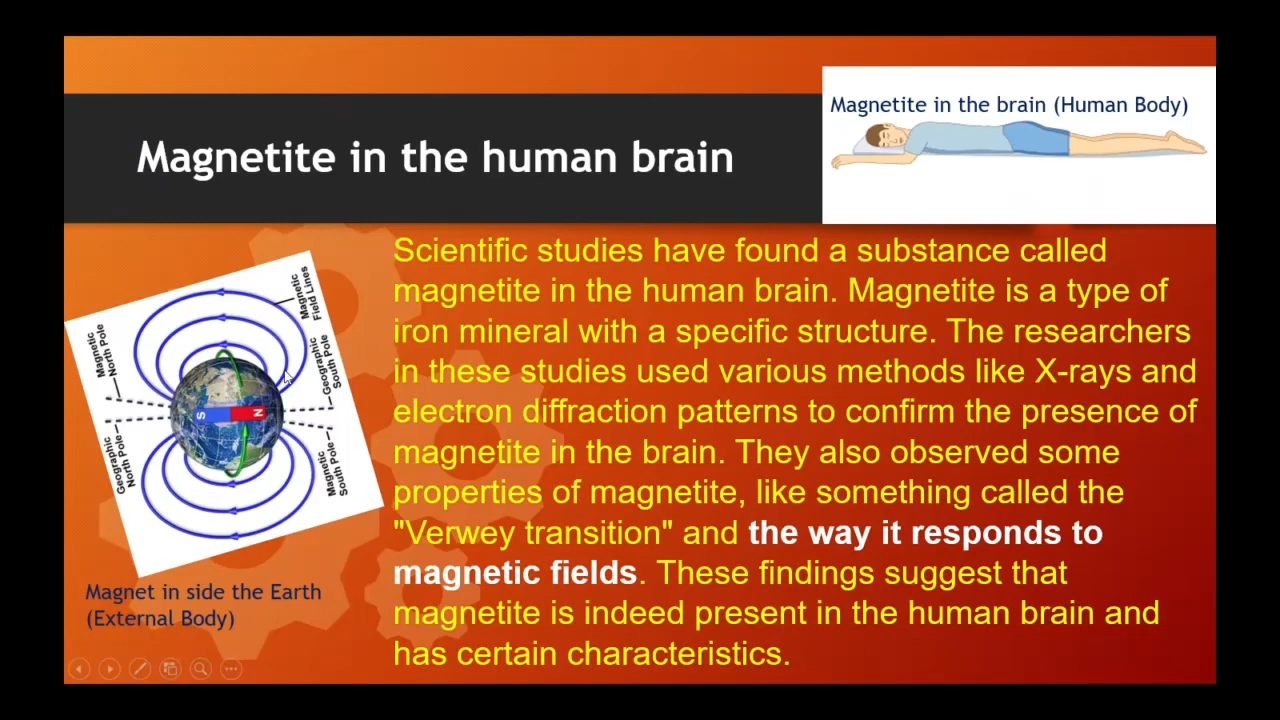 Magnetite in the brain (Human Body)
Magnetite in the human brain
Scientific studies have found a substance called
magnetite in the human brain. Magnetite is a type of
iron mineral with a specific structure. The researchers
in these studies used various methods like X-rays and
electron diffraction patterns to confirm the presence of
magnetite in the brain. They also observed some
properties of magnetite, like something called the
"Verwey transition" and the way it responds to
magnetic fields. These findings suggest that
magnetite is indeed present in the human brain and
has certain characteristics.
Magnetic
North Pole
Geographic
North Pole
Magnetic
Field Lines
Geographic
South Pole
Magnetic
South Pole
S
N
Magnet in side the Earth
(External Body)